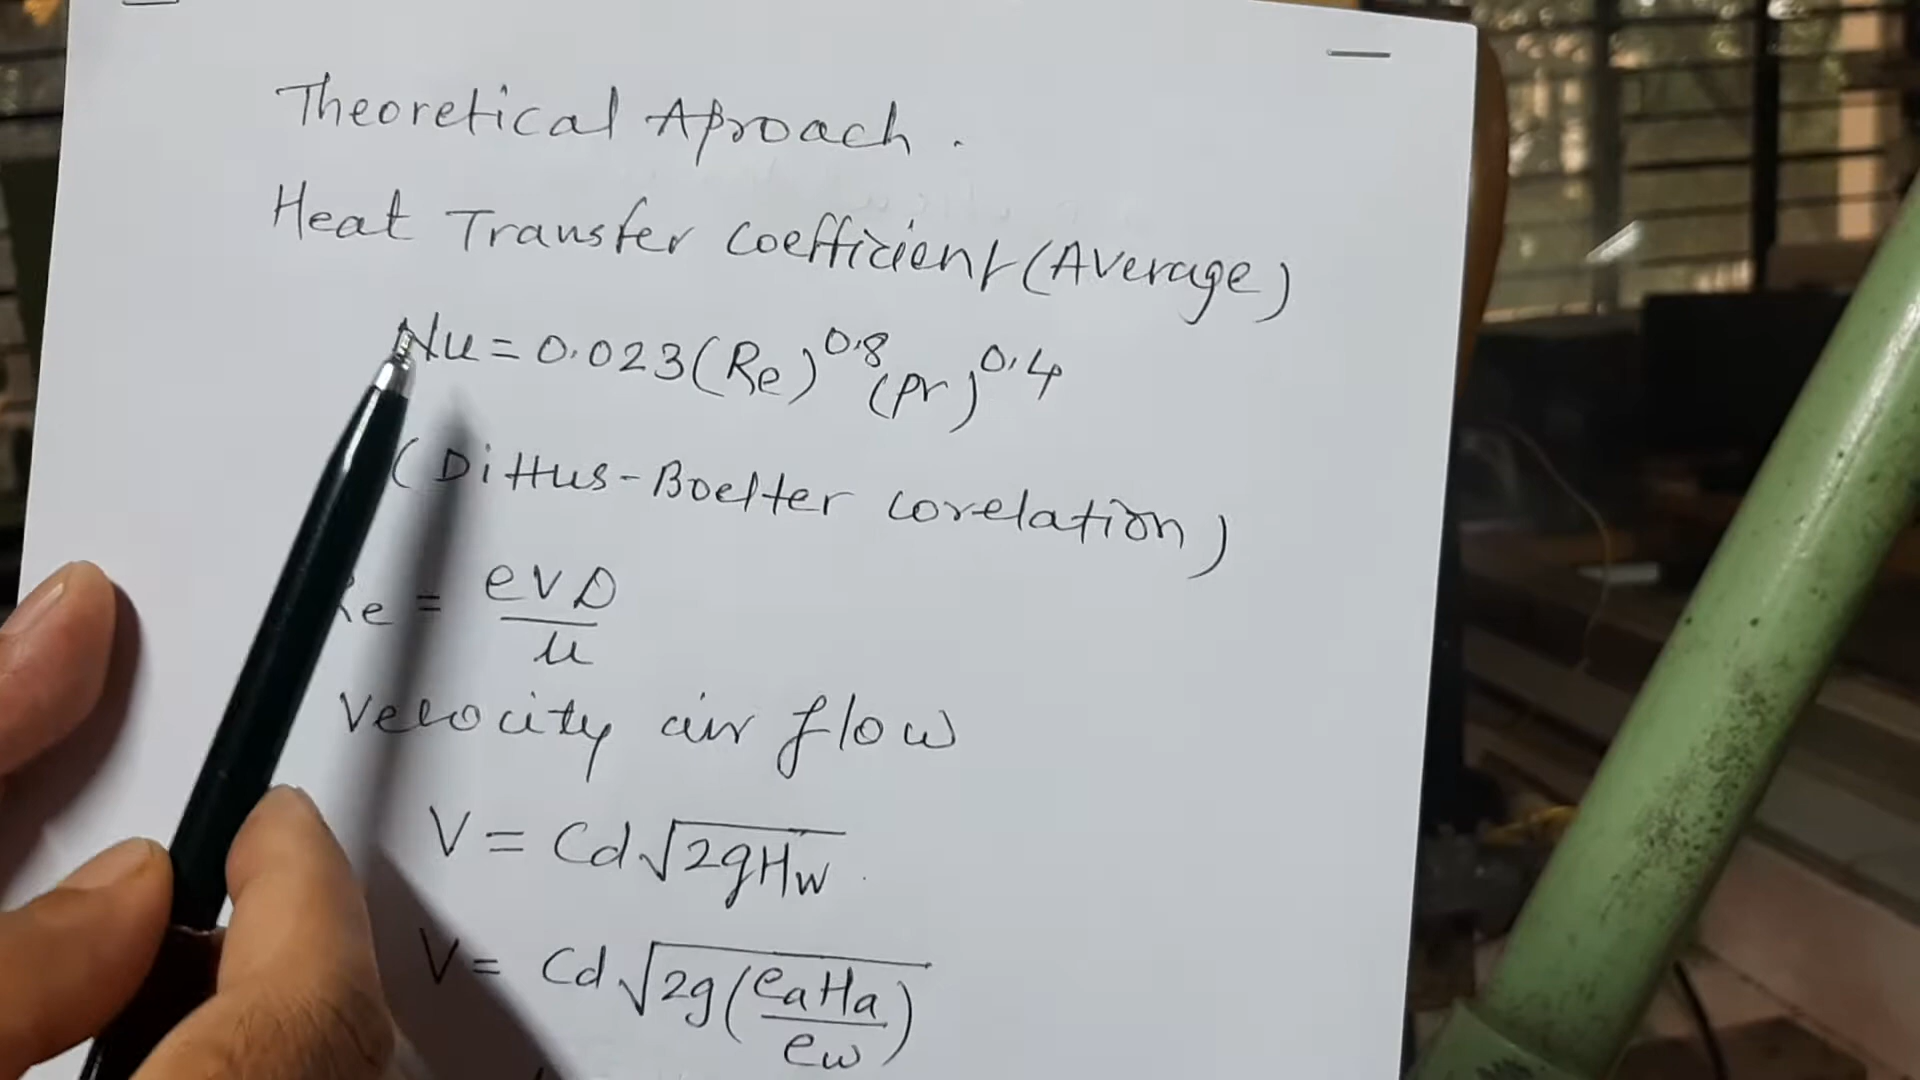 Theoretical Aproach.
Heat Transfer Coefficient (Average)
Nu = 0.023 (Re)^0.8 (Pr)^0.4
(Dittus-Boelter Corelation)
Re = ρVD/μ
Velocity air flow
V = Cd√2gHw
V = Cd√2g(ρaHa/ρw)